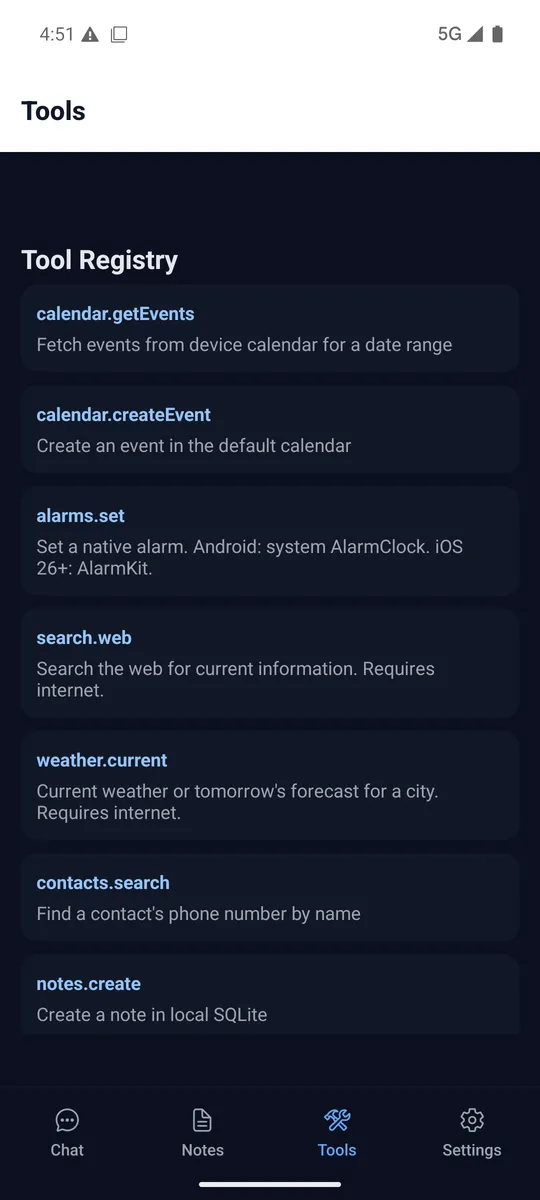 4:51
5G
Tools
Tool Registry
calendar.getEvents
Fetch events from device calendar for a date range
calendar.createEvent
Create an event in the default calendar
alarms.set
Set a native alarm. Android: system AlarmClock. iOS
26+: AlarmKit.
search.web
Search the web for current information. Requires
internet.
weather.current
Current weather or tomorrow's forecast for a city.
Requires internet.
contacts.search
Find a contact's phone number by name
notes.create
Create a note in local SQLite
Chat
Notes
Tools
Settings